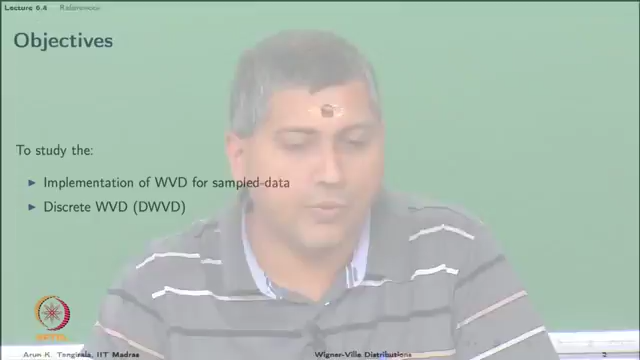 Lecture 6.4 References
Objectives
To study the:
Implementation of WVD for sampled-data
Discrete WVD (DWVD)
NPTEL
Arun K. Tangirala, IIT Madras Wigner-Ville Distributions 2